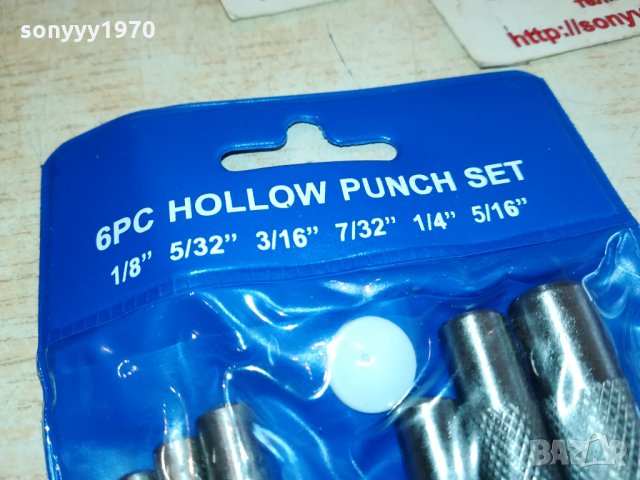 sonyyy1970
http://sony
6PC HOLLOW PUNCH SET
1/8” 5/32” 3/16” 7/32” 1/4” 5/16”
BAZAR